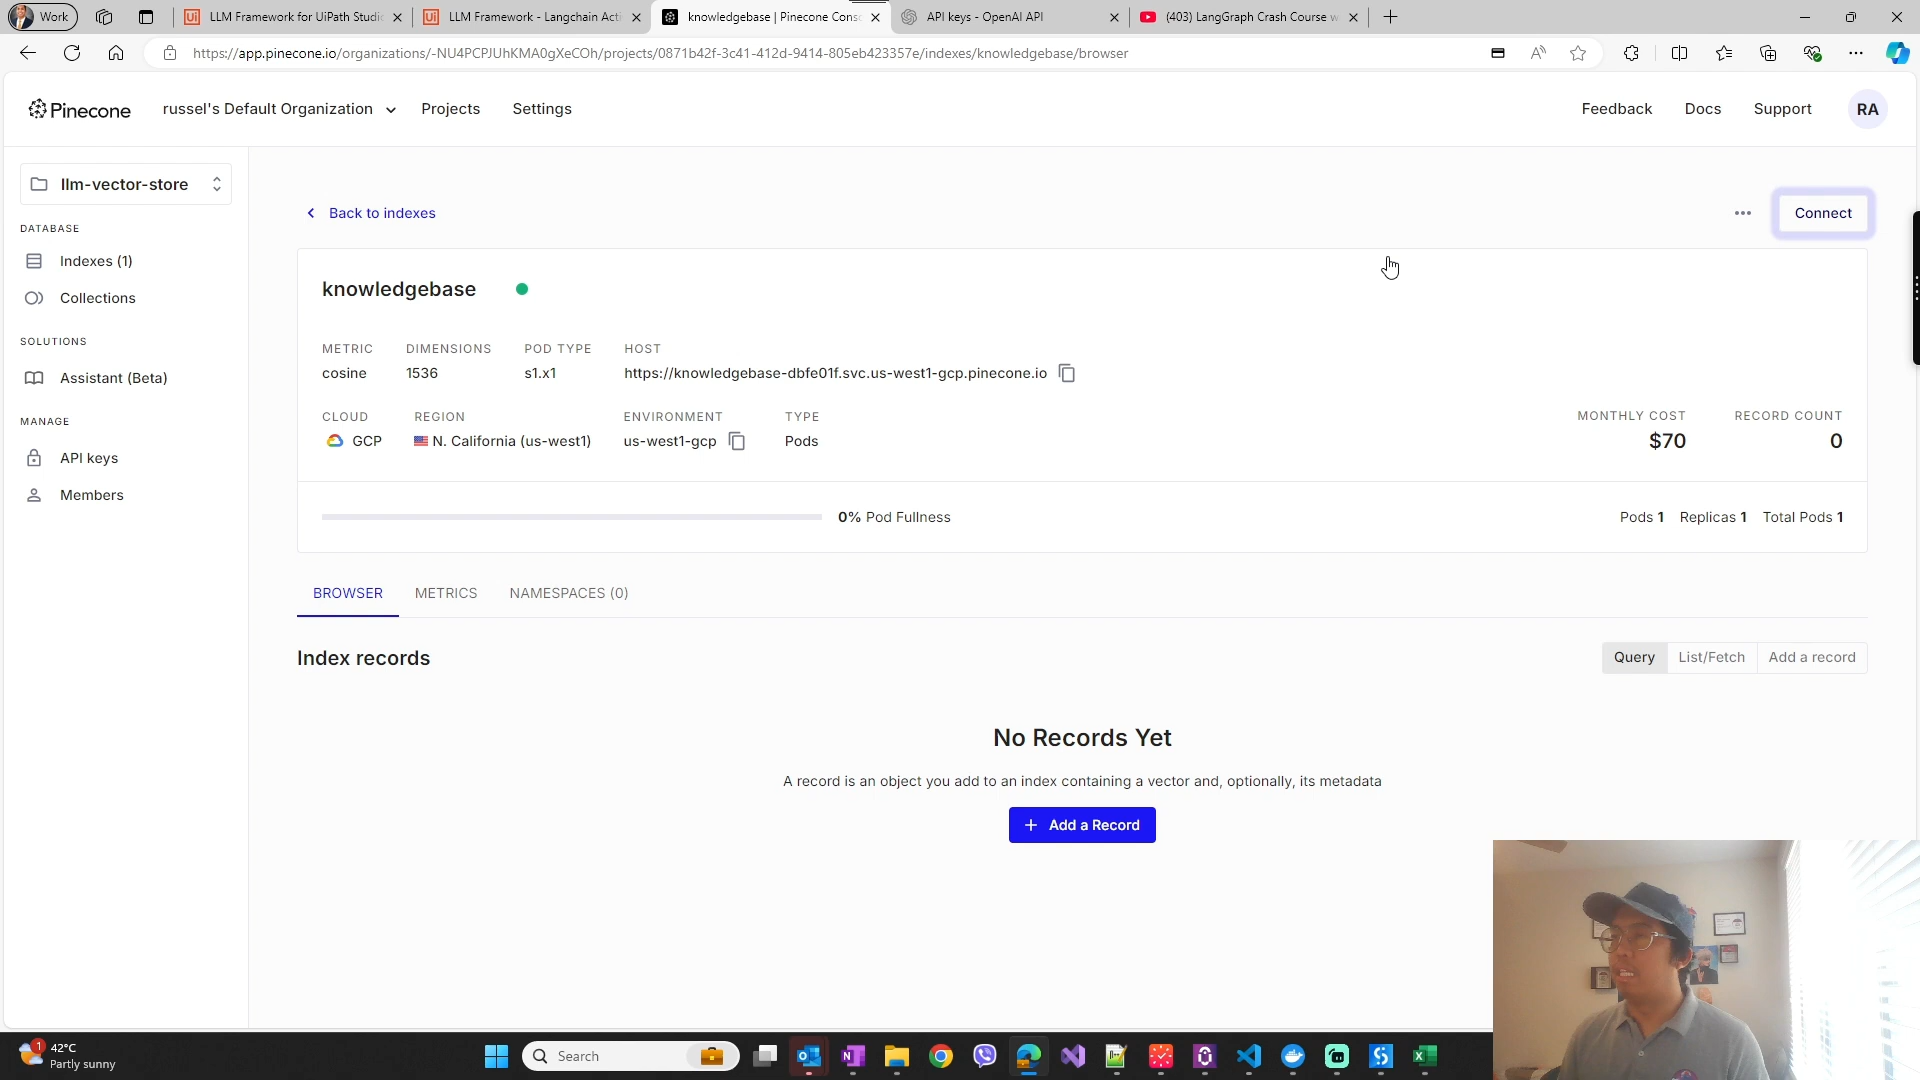 Work
LLM Framework for UiPath Studi
LLM Framework - Langchain Acti
knowledgebase | Pinecone Cons
API keys - OpenAI API
(403) LangGraph Crash Course w
https://app.pinecone.io/organizations/-NU4PCPJUhKMA0gXeCOh/projects/0871b42f-3c41-412d-9414-805eb423357e/indexes/knowledgebase/browser
Pinecone
russel's Default Organization
Projects
Settings
Feedback
Docs
Support
RA
llm-vector-store
Back to indexes
Connect
DATABASE
Indexes (1)
Collections
SOLUTIONS
Assistant (Beta)
MANAGE
API keys
Members
knowledgebase
METRIC DIMENSIONS POD TYPE HOST
cosine 1536 s1.x1 https://knowledgebase-dbfe01f.svc.us-west1-gcp.pinecone.io
CLOUD REGION ENVIRONMENT TYPE
GCP N. California (us-west1) us-west1-gcp Pods
MONTHLY COST RECORD COUNT
$70 0
0% Pod Fullness
Pods 1 Replicas 1 Total Pods 1
BROWSER METRICS NAMESPACES (0)
Index records
Query List/Fetch Add a record
No Records Yet
A record is an object you add to an index containing a vector and, optionally, its metadata
+ Add a Record
1
42°C
Partly sunny
Search